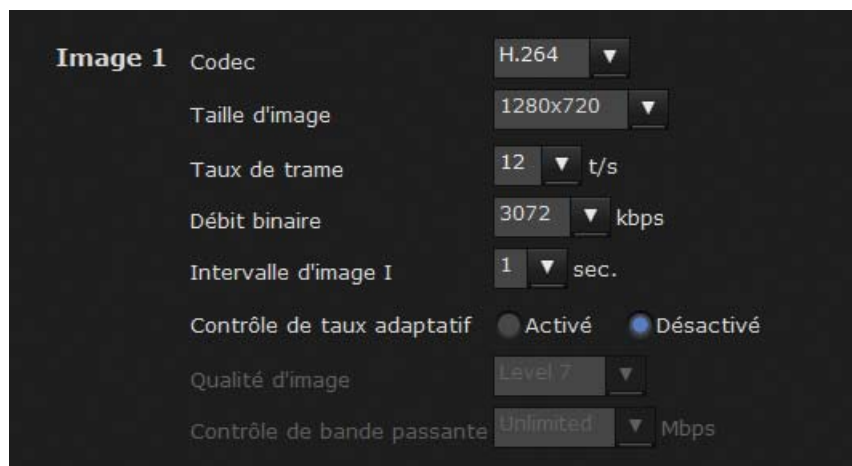 Image 1 Codec H.264
Taille d'image 1280x720
Taux de trame 12 t/s
Débit binaire 3072 kbps
Intervalle d'image I 1 sec.
Contrôle de taux adaptatif Activé Désactivé
Qualité d'image Level 7
Contrôle de bande passante Unlimited Mbps